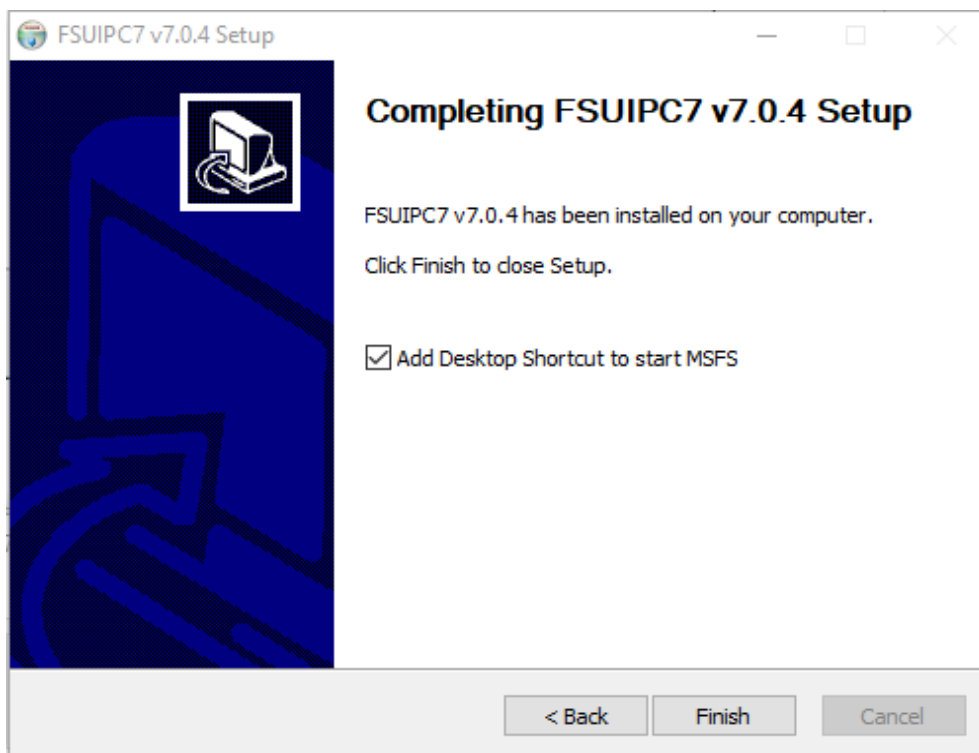 FSUIPC7 v7.0.4 Setup
Completing FSUIPC7 v7.0.4 Setup
FSUIPC7 v7.0.4 has been installed on your computer.
Click Finish to close Setup.
Add Desktop Shortcut to start MSFS
< Back
Finish
Cancel